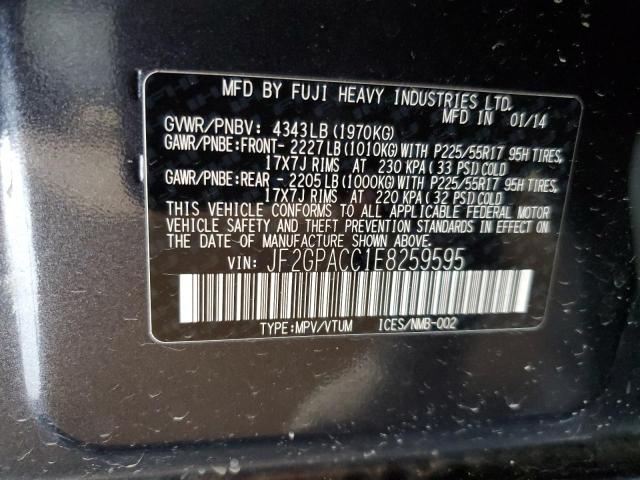 MFD BY FUJI HEAVY INDUSTRIES LTD.
MFD IN 01/14
GVWR/PNBV: 4343LB (1970KG)
GAWR/PNBE:FRONT- 2227LB (1010KG) WITH P225/55R17 95H TIRES,
17X7J RIMS AT 230 KPA (33 PSI) COLD
GAWR/PNBE:REAR - 2205LB (1000KG) WITH P225/55R17 95H TIRES,
17X7J RIMS AT 220 KPA (32 PSI) COLD
THIS VEHICLE CONFORMS TO ALL APPLICABLE FEDERAL MOTOR
VEHICLE SAFETY AND THEFT PREVENTION STANDARDS IN EFFECT
ON THE DATE OF MANUFACTURE SHOWN ABOVE.
VIN: JF2GPACC1E8259595
TYPE:MPV/VTUM ICES/NMB-002